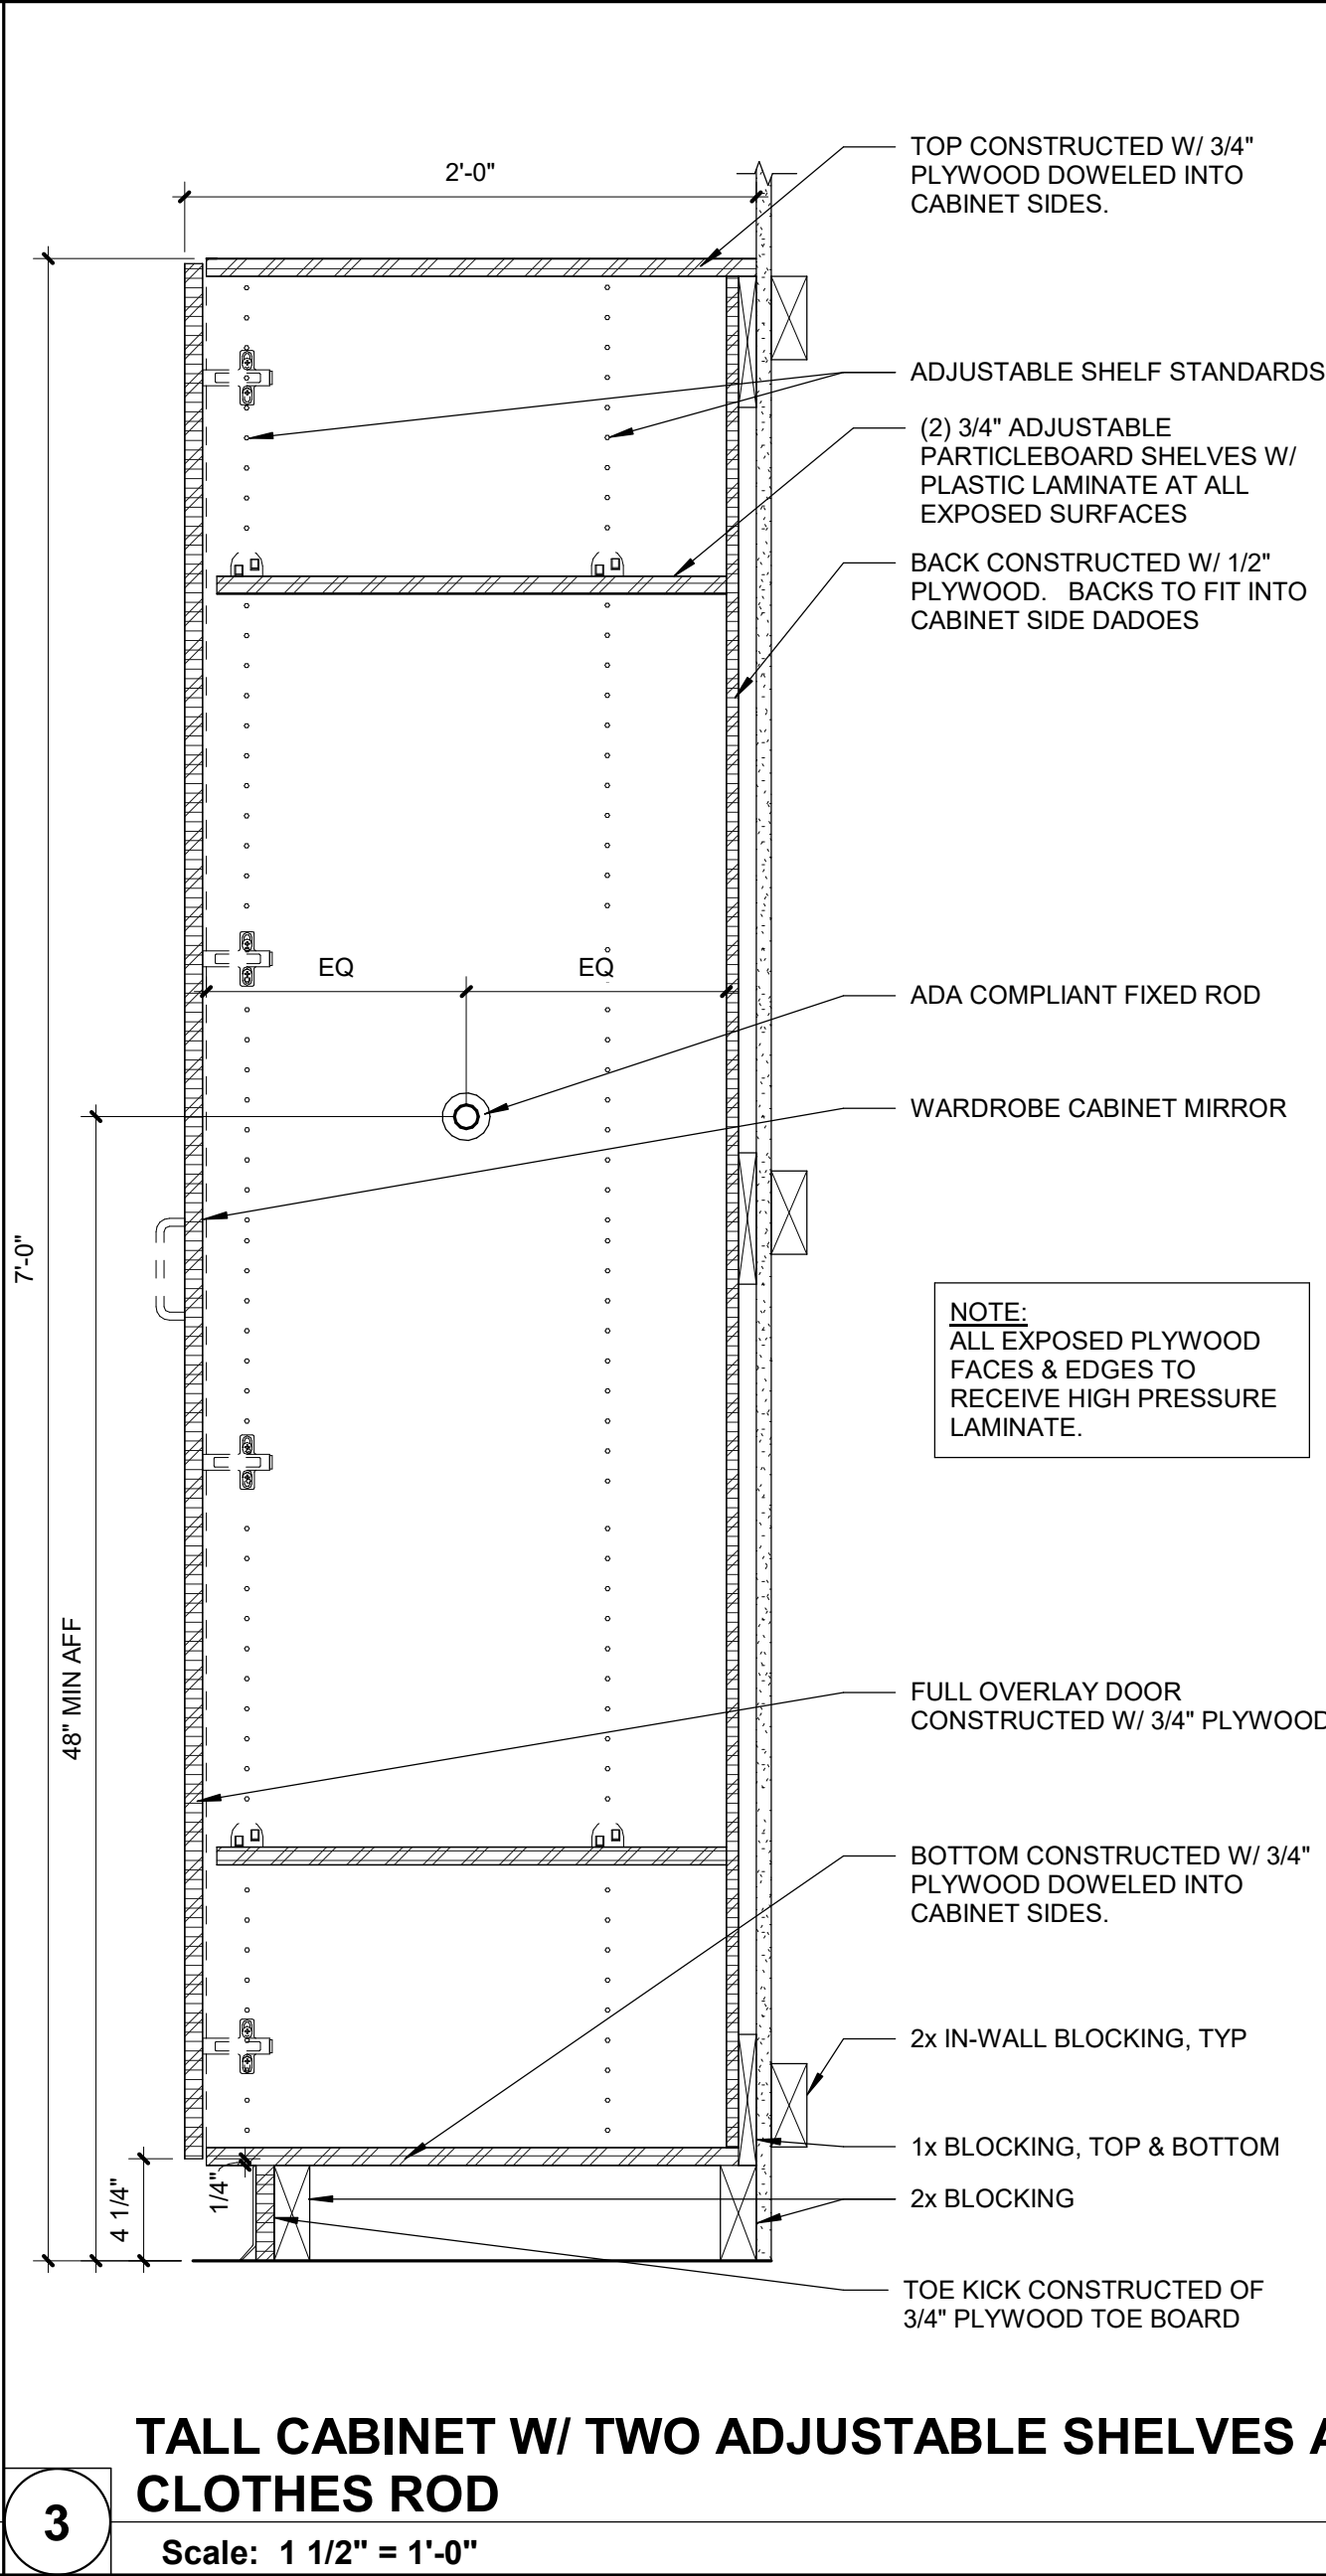 2'-0"
TOP CONSTRUCTED W/ 3/4"
PLYWOOD DOWELED INTO
CABINET SIDES.
ADJUSTABLE SHELF STANDARDS
(2) 3/4" ADJUSTABLE
PARTICLEBOARD SHELVES W/
PLASTIC LAMINATE AT ALL
EXPOSED SURFACES
BACK CONSTRUCTED W/ 1/2"
PLYWOOD. BACKS TO FIT INTO
CABINET SIDE DADOES
EQ
EQ
ADA COMPLIANT FIXED ROD
WARDROBE CABINET MIRROR
7'-0"
NOTE:
ALL EXPOSED PLYWOOD
FACES & EDGES TO
RECEIVE HIGH PRESSURE
LAMINATE.
48" MIN AFF
FULL OVERLAY DOOR
CONSTRUCTED W/ 3/4" PLYWOOD
BOTTOM CONSTRUCTED W/ 3/4"
PLYWOOD DOWELED INTO
CABINET SIDES.
2x IN-WALL BLOCKING, TYP
1x BLOCKING, TOP & BOTTOM
4 1/4"
1/4"
2x BLOCKING
TOE KICK CONSTRUCTED OF
3/4" PLYWOOD TOE BOARD
TALL CABINET W/ TWO ADJUSTABLE SHELVES
CLOTHES ROD
3
Scale: 1 1/2" = 1'-0"